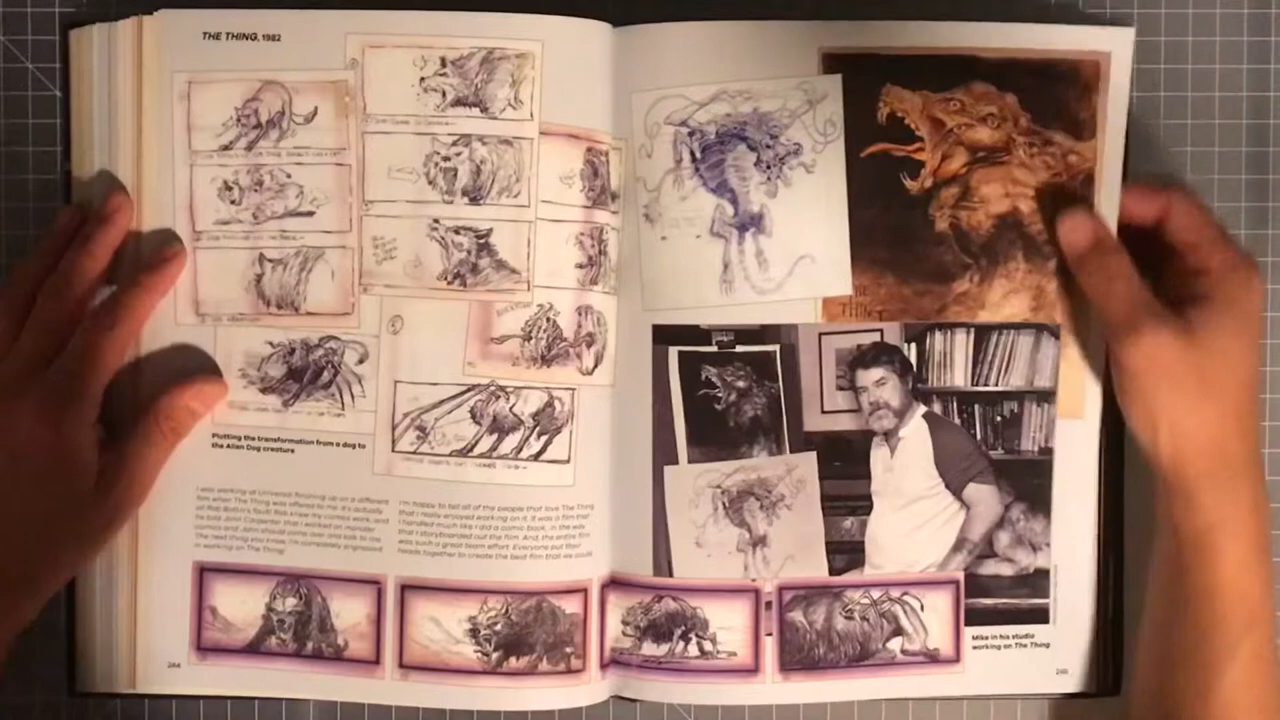 THE THING, 1982
Plotting the transformation from a dog to
the Alien Dog creature
I was working at Universal finishing up on a different
film when The Thing was offered to me. It's actually
all Rob Bottin's fault! Rob knew my comics work, and
he told John Carpenter that I worked on monster
comics and John should come over and talk to me.
The next thing you know, I'm completely engrossed
in working on The Thing!
I'm happy to tell all of the people that love The Thing
that I really enjoyed working on it. It was a film that
I handled much like I did a comic book, in the way
that I storyboarded out the film. And, the entire film
was such a great team effort. Everyone put their
heads together to create the best film that we could
244
THE
THING
Mike in his studio
working on The Thing
245